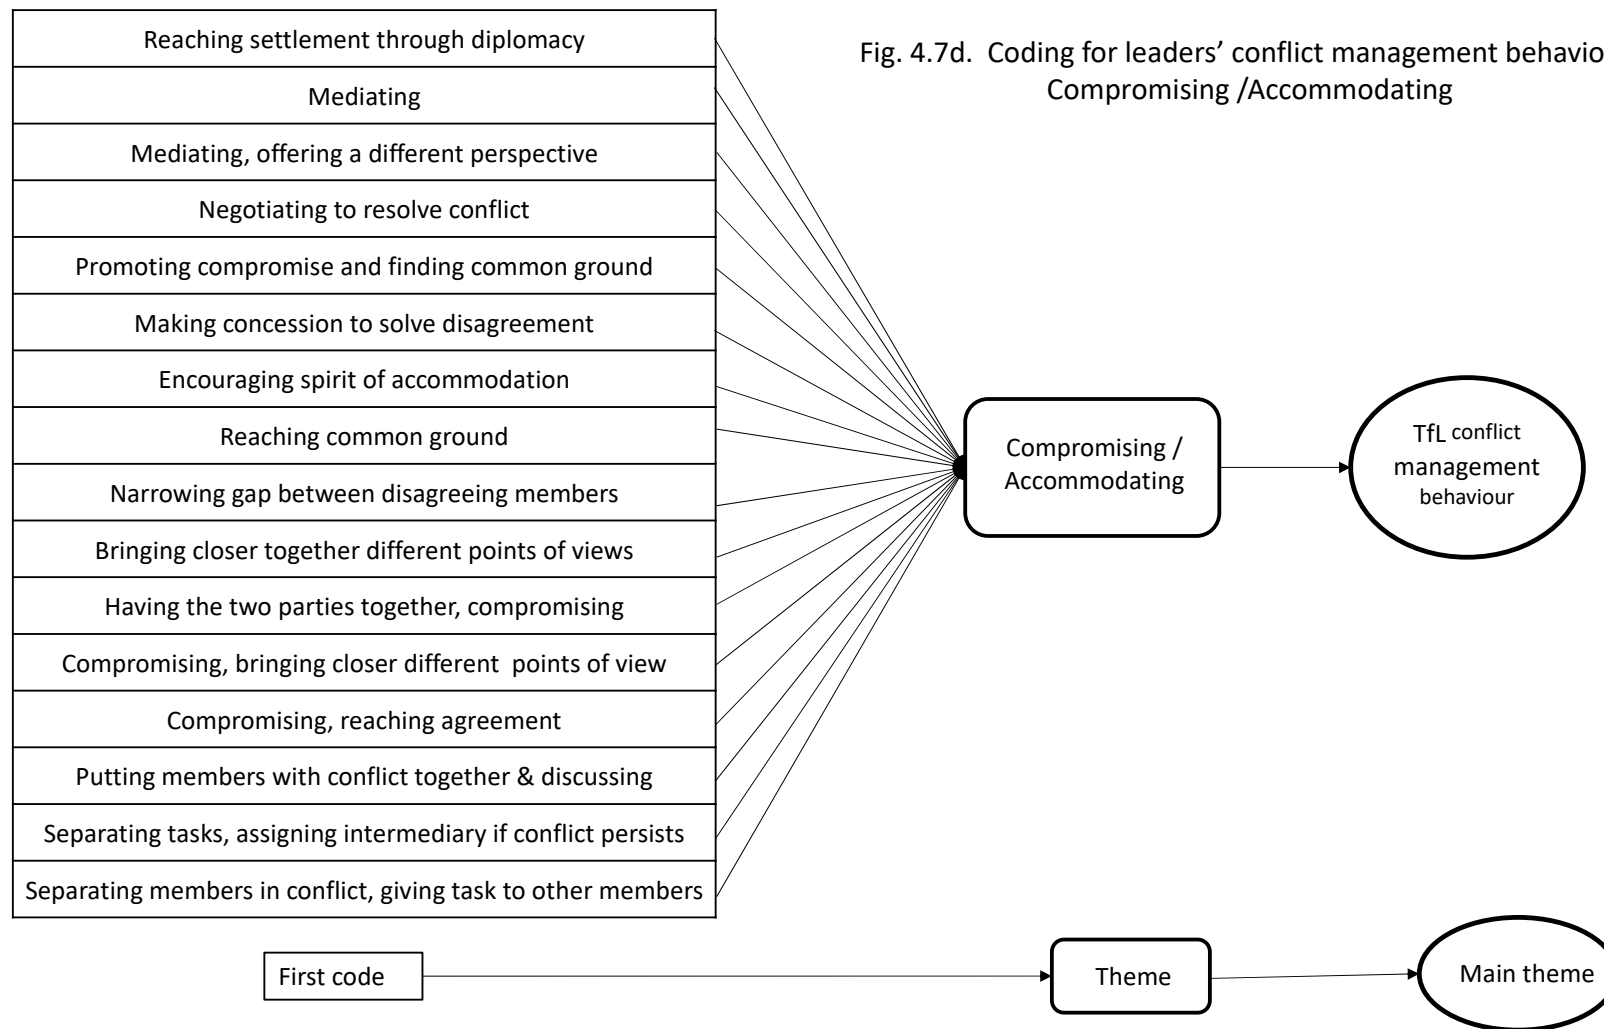 Reaching settlement through diplomacy
Mediating
Mediating, offering a different perspective
Negotiating to resolve conflict
Promoting compromise and finding common ground
Making concession to solve disagreement
Encouraging spirit of accommodation
Reaching common ground
Narrowing gap between disagreeing members
Bringing closer together different points of views
Having the two parties together, compromising
Compromising, bringing closer different points of view
Compromising, reaching agreement
Putting members with conflict together & discussing
Separating tasks, assigning intermediary if conflict persists
Separating members in conflict, giving task to other members
Fig. 4.7d. Coding for leaders’ conflict management behavio
Compromising /Accommodating
Compromising /
Accommodating
TfL conflict
management
behaviour
First code
Theme
Main theme